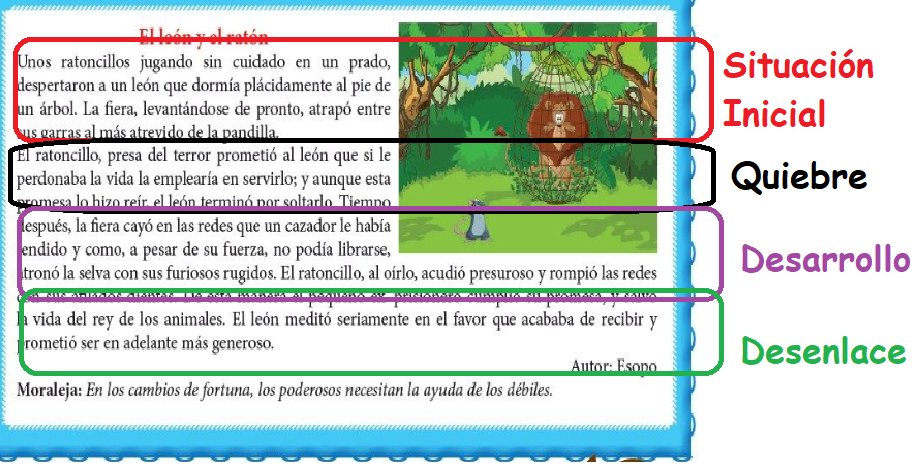 El león y el ratón
Unos ratoncillos jugando sin cuidado en un prado,
despertaron a un león que dormía plácidamente al pie de
un árbol. La fiera, levantándose de pronto, atrapó entre
sus garras al más atrevido de la pandilla.
El ratoncillo, presa del terror prometió al león que si le
perdonaba la vida la emplearía en servirlo; y aunque esta
promesa lo hizo reír, el león terminó por soltarlo. Tiempo
después, la fiera cayó en las redes que un cazador le había
tendido y como, a pesar de su fuerza, no podía librarse,
atronó la selva con sus furiosos rugidos. El ratoncillo, al oírlo, acudió presuroso y rompió las redes
con sus afilados dientes. De esta manera el pequeño ex-prisionero cumplió su promesa, y salvó
la vida del rey de los animales. El león meditó seriamente en el favor que acababa de recibir y
prometió ser en adelante más generoso.
Autor: Esopo
Moraleja: En los cambios de fortuna, los poderosos necesitan la ayuda de los débiles.
Situación
Inicial
Quiebre
Desarrollo
Desenlace